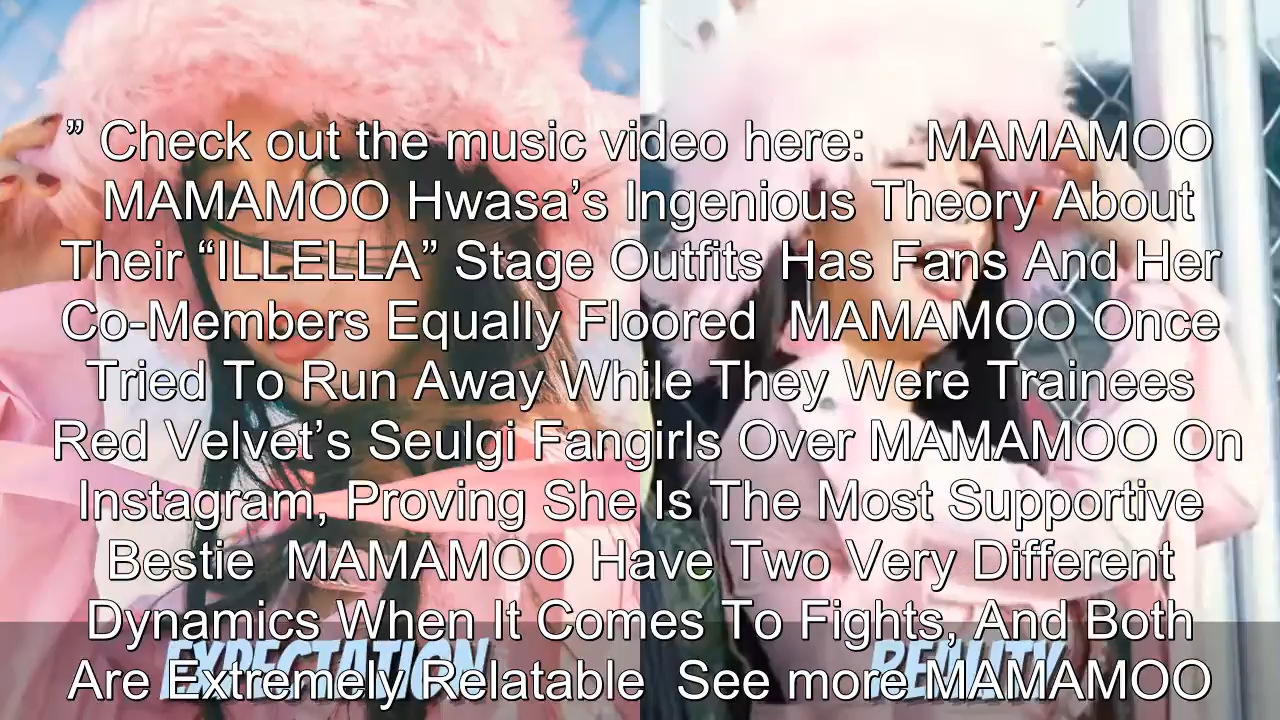 ” Check out the music video here: MAMAMOO
MAMAMOO Hwasa’s Ingenious Theory About
Their “ILLELLA” Stage Outfits Has Fans And Her
Co-Members Equally Floored MAMAMOO Once
Tried To Run Away While They Were Trainees
Red Velvet’s Seulgi Fangirls Over MAMAMOO On
Instagram, Proving She Is The Most Supportive
Bestie MAMAMOO Have Two Very Different
Dynamics When It Comes To Fights, And Both
Are Extremely Relatable See more MAMAMOO
EXPECTATION
REALITY